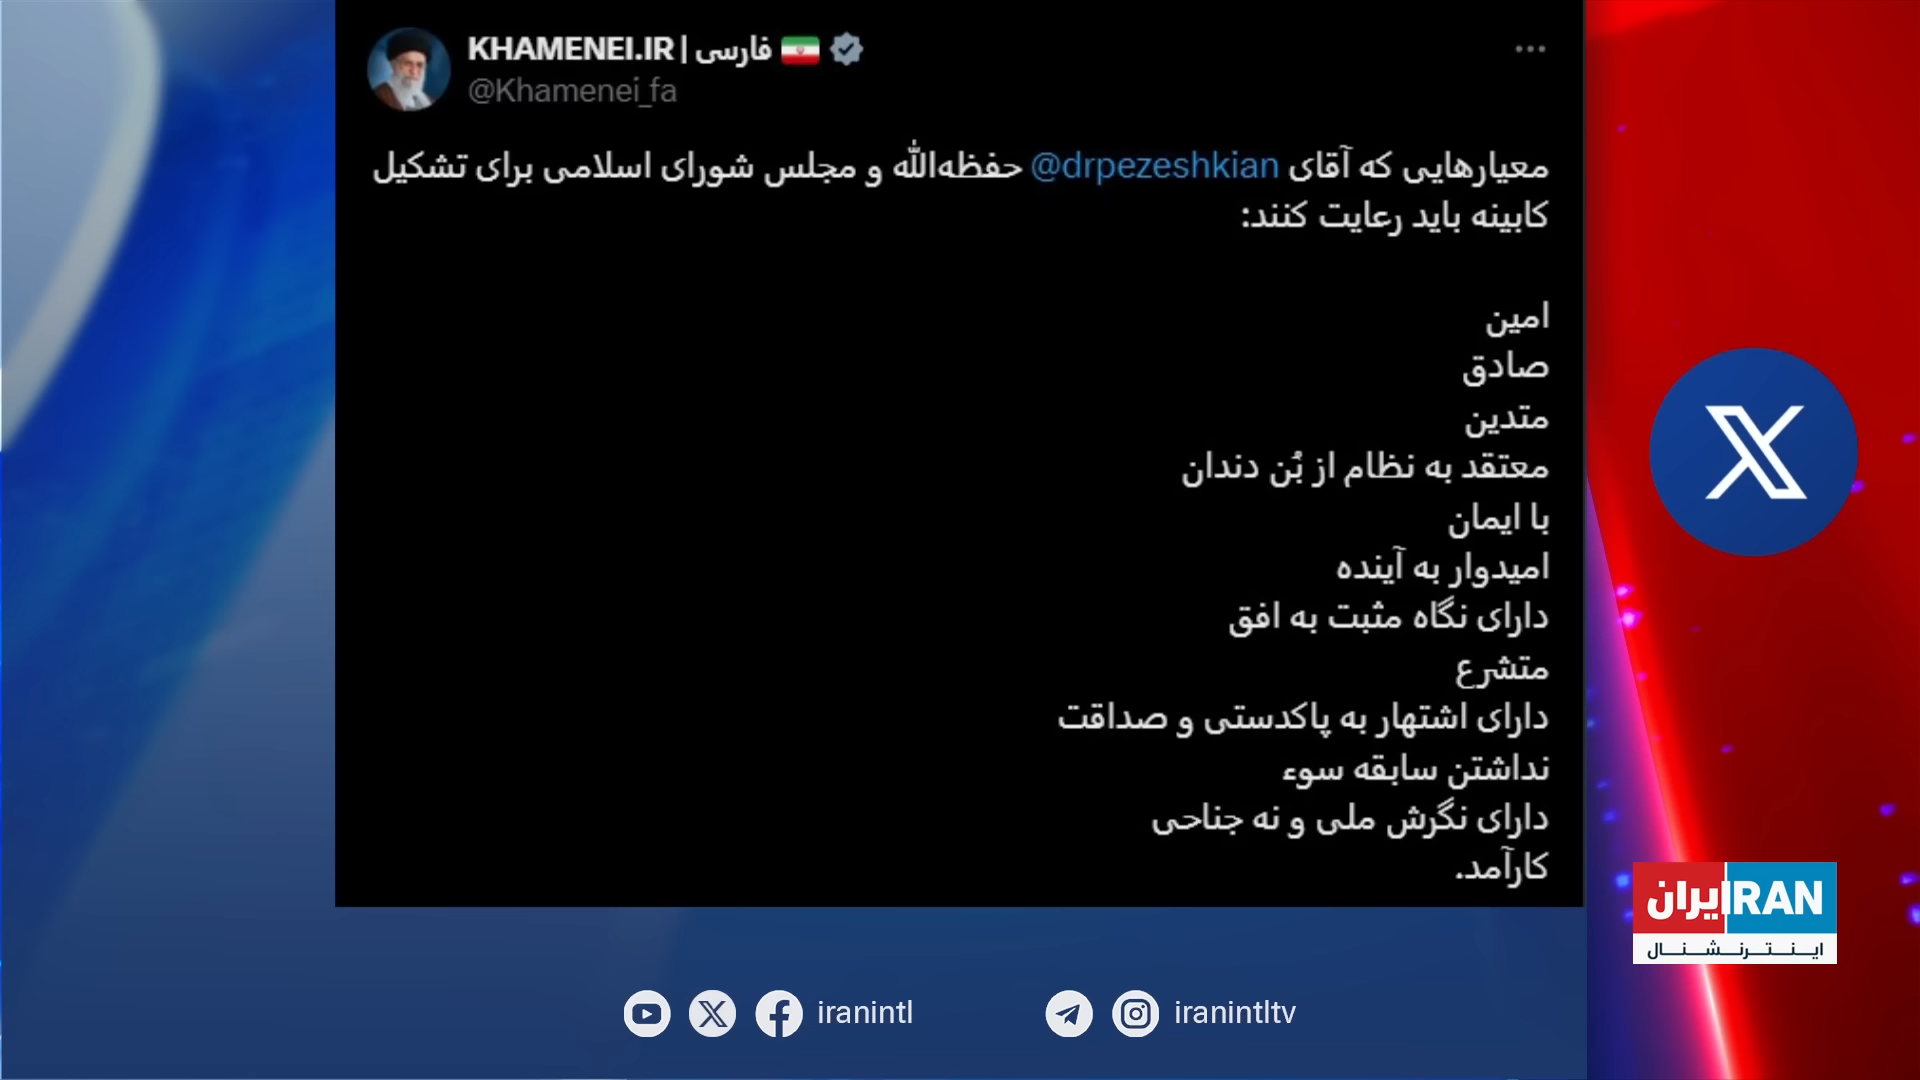 KHAMENEI.IR | فارسی
@Khamenei_fa
معیارهایی که آقای @drpezeshkian حفظه‌الله و مجلس شورای اسلامی برای تشکیل
کابینه باید رعایت کنند:
امین
صادق
متدین
معتقد به نظام از بُن دندان
با ایمان
امیدوار به آینده
دارای نگاه مثبت به افق
متشرع
دارای اشتهار به پاکدستی و صداقت
نداشتن سابقه سوء
دارای نگرش ملی و نه جناحی
کارآمد.
ایران IRAN
اینترنشنال
iranintl
iranintltv